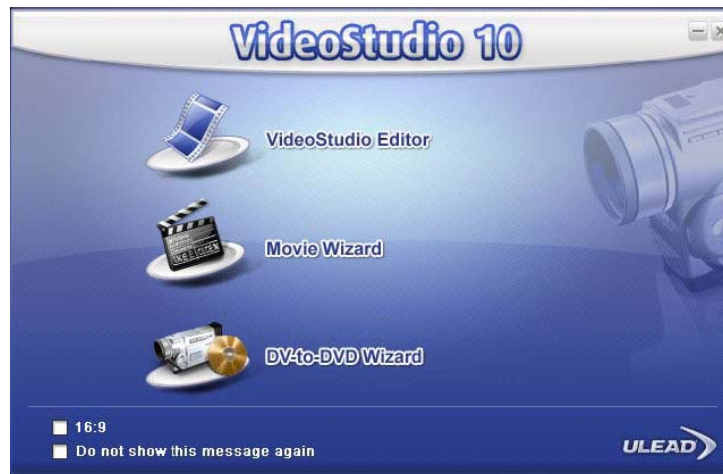 VideoStudio 10
VideoStudio Editor
Movie Wizard
DV-to-DVD Wizard
16:9
Do not show this message again
ULEAD